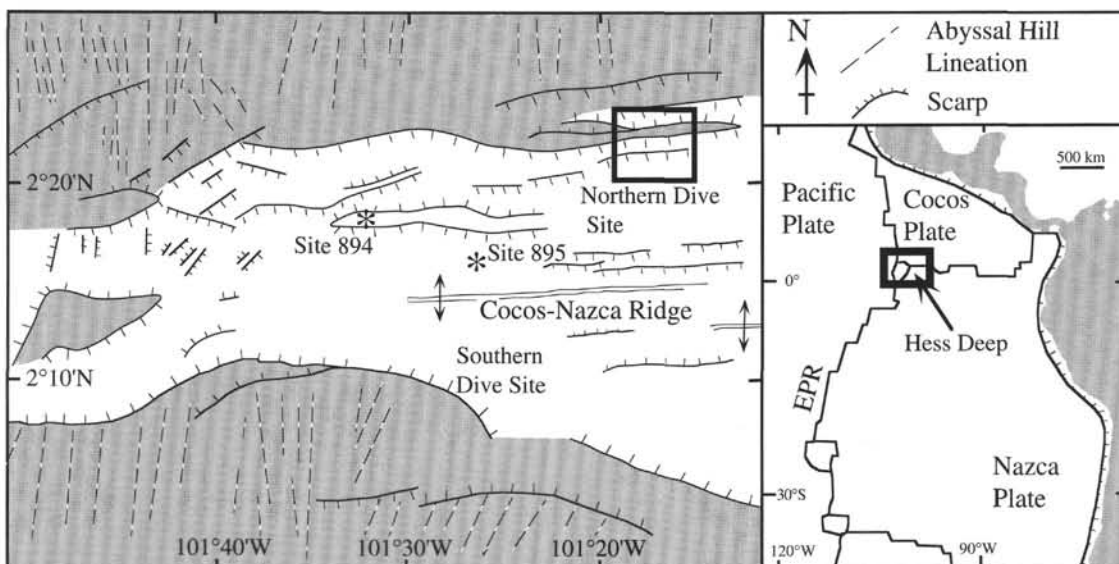 2°20'N
2°10'N
101°40'W
101°30'W
101°20'W
Site 894
*
Site 895
*
Northern Dive
Site
Cocos-Nazca Ridge
Southern
Dive Site
N
Abyssal Hill
Lineation
Scarp
500 km
Pacific
Plate
Cocos
Plate
0°
Hess Deep
EPR
Nazca
Plate
30°S
120°W
90°W